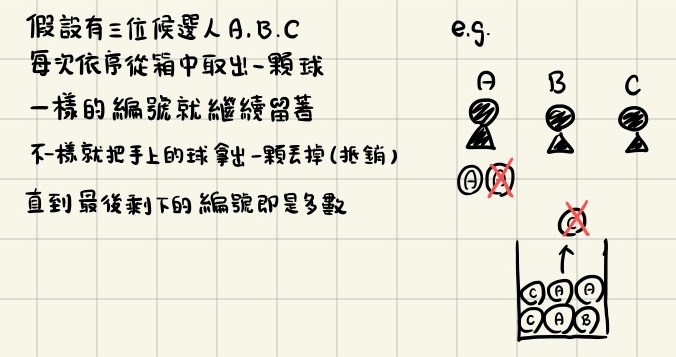 假設有三位候選人 A.B.C
每次依序從箱中取出一顆球
一樣的編號就繼續留著
不一樣就把手上的球拿出一顆丟掉(抵銷)
直到最後剩下的編號即是多數
e.g.
A B C
A
C
C A A
C A B